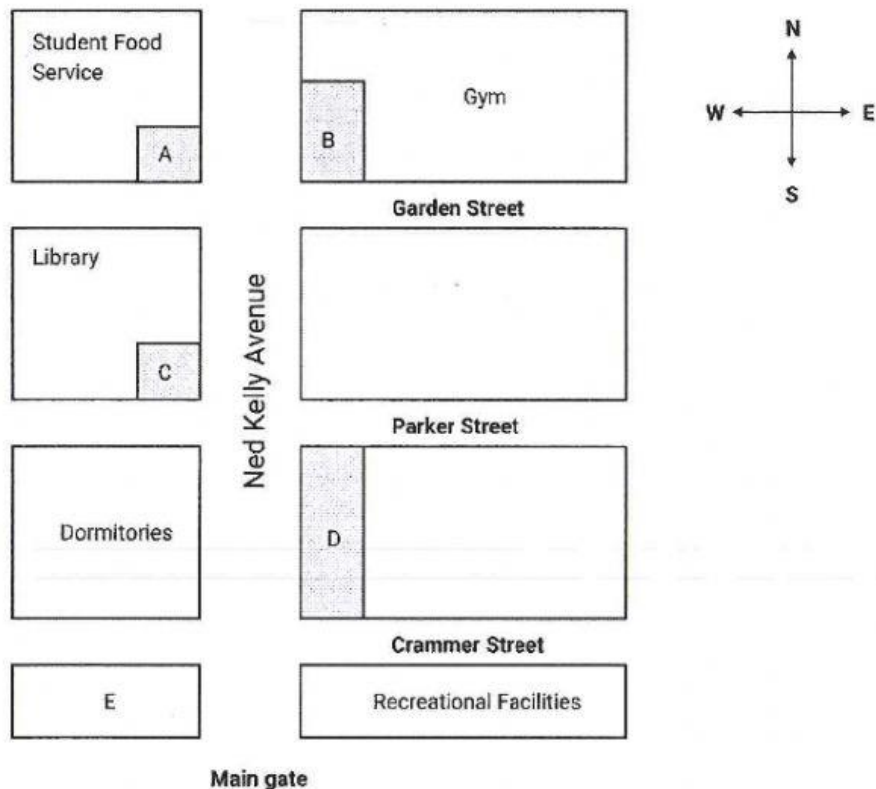 Student Food
Service
A
B
Gym
N
W
E
S
Garden Street
Library
C
Ned Kelly Avenue
Parker Street
Dormitories
D
Crammer Street
E
Recreational Facilities
Main gate